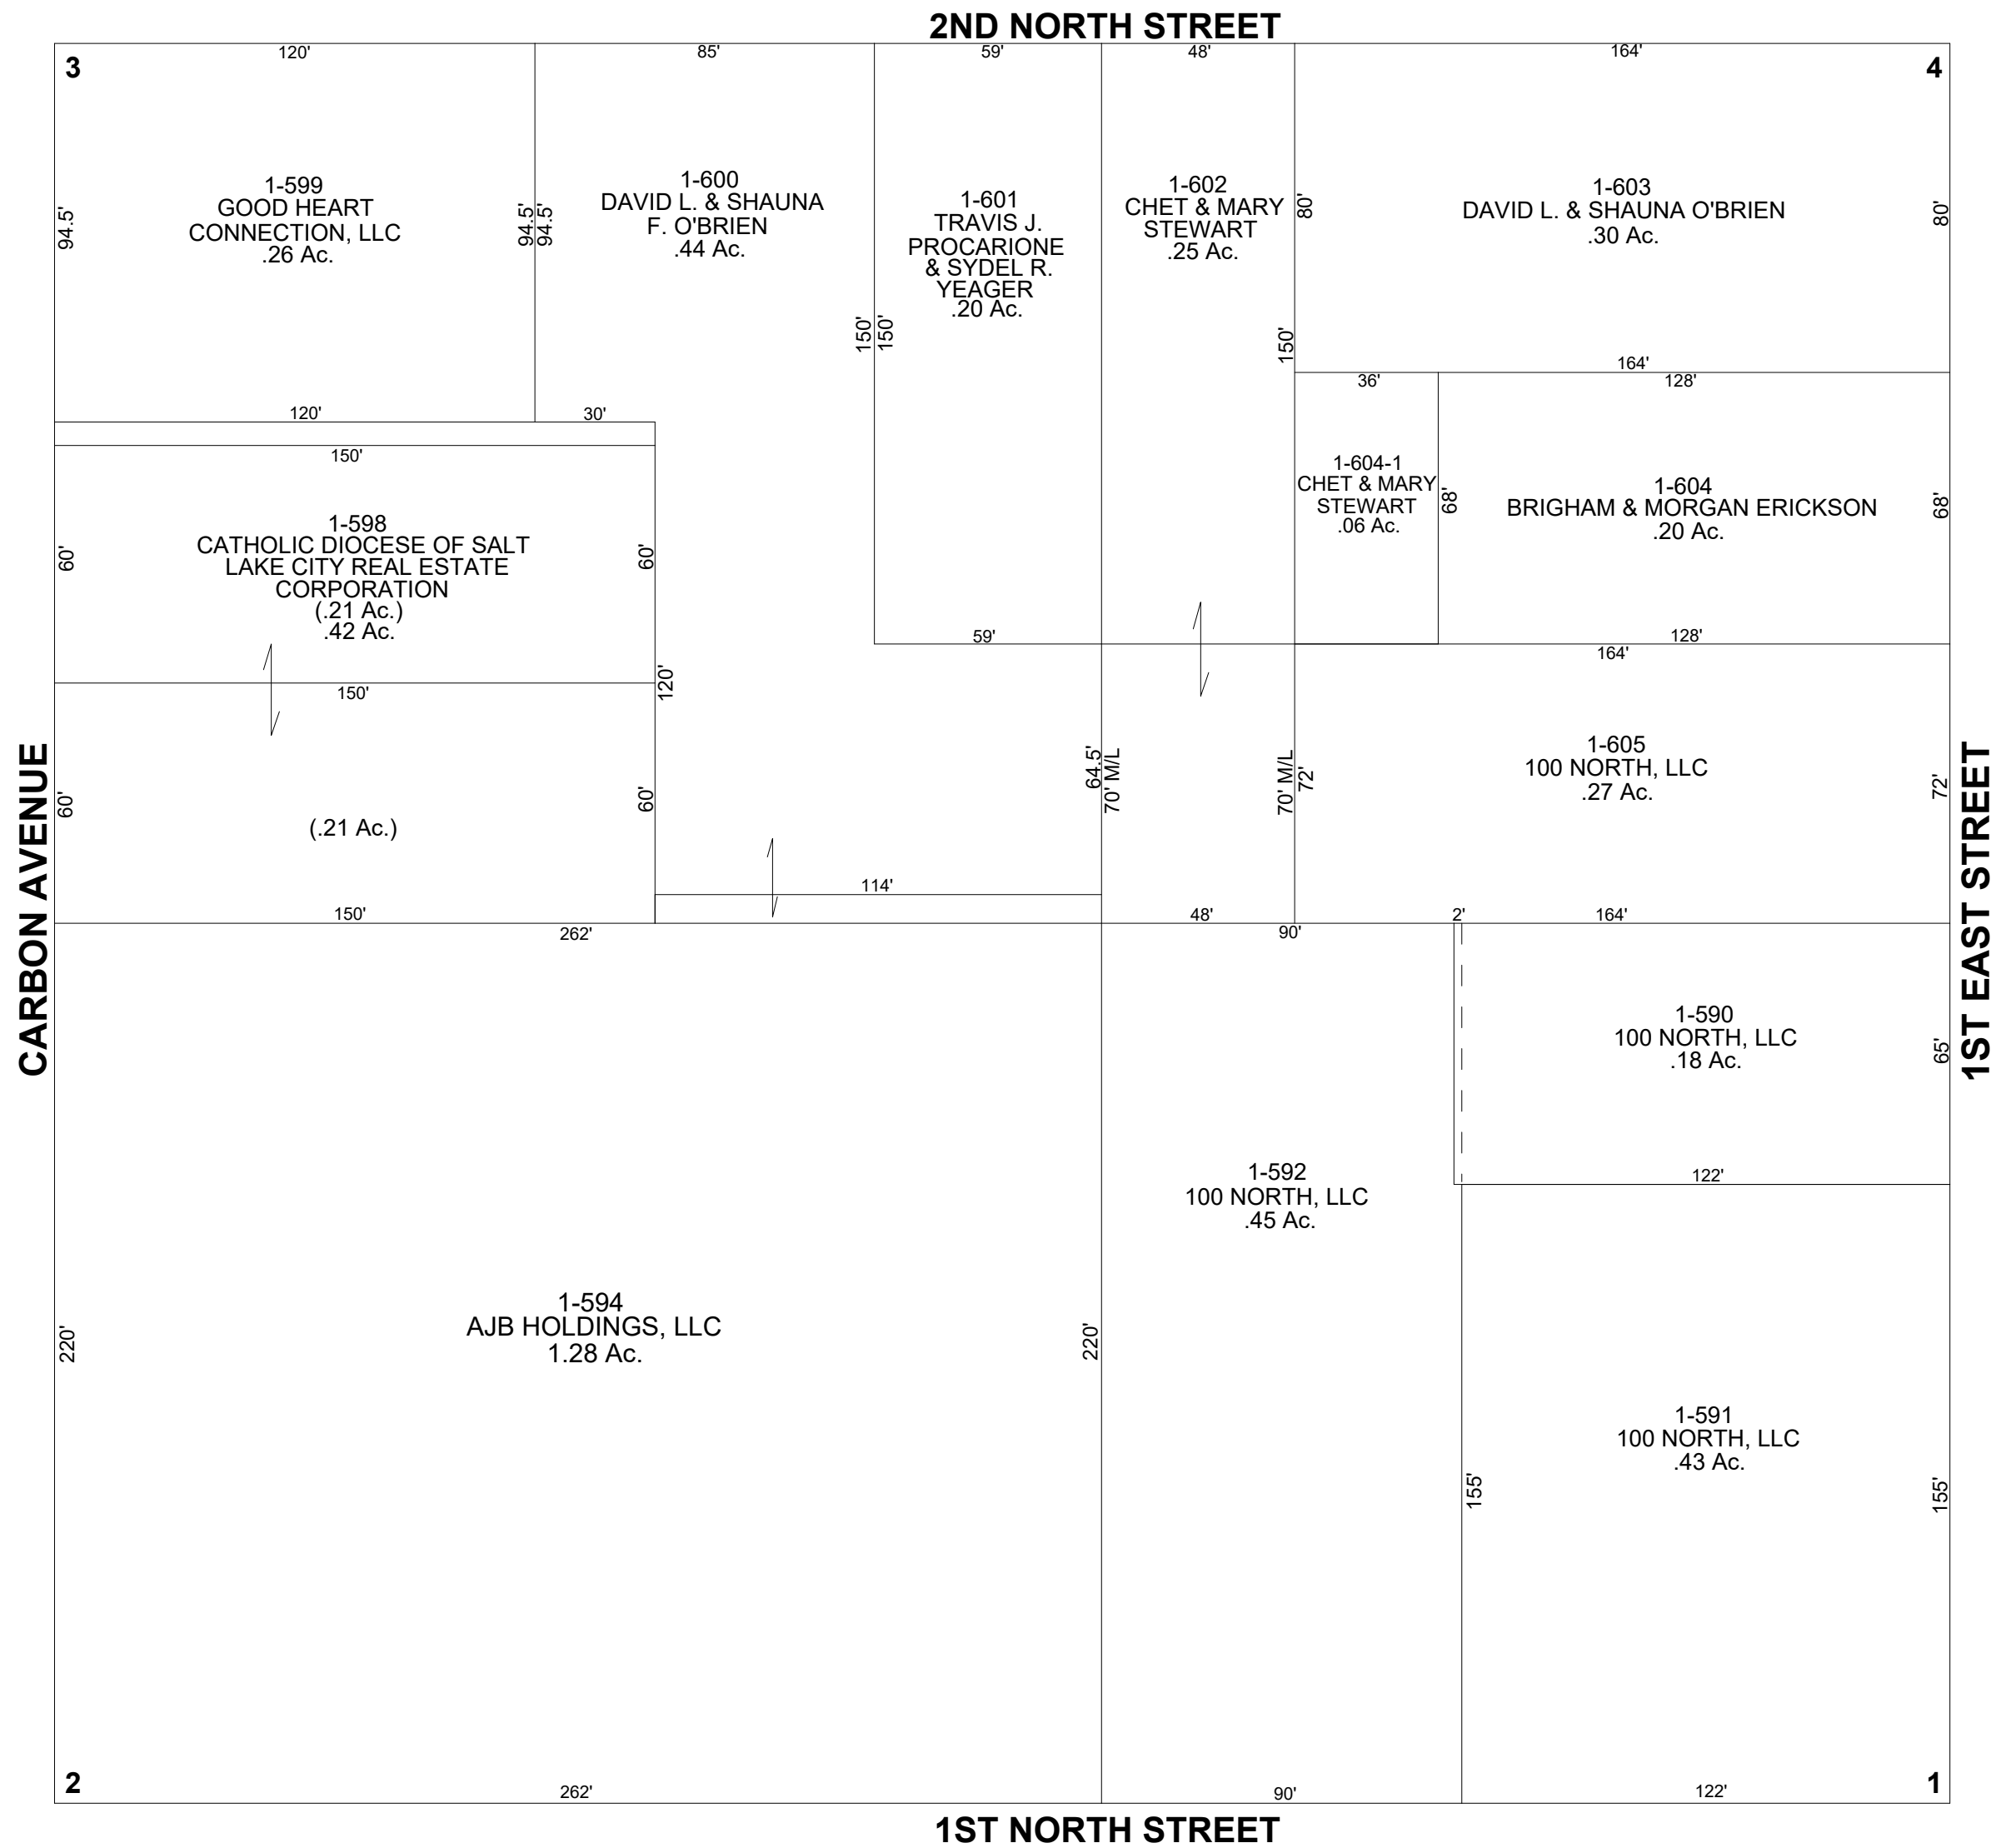 2ND NORTH STREET
120'
85'
59'
48'
164'
3
4
1-599
GOOD HEART
CONNECTION, LLC
.26 Ac.
94.5'
94.5'
94.5'
1-600
DAVID L. & SHAUNA
F. O'BRIEN
.44 Ac.
1-601
TRAVIS J.
PROCARIONE
& SYDEL R.
YEAGER
.20 Ac.
150'
150'
1-602
CHET & MARY
STEWART
.25 Ac.
80'
150'
1-603
DAVID L. & SHAUNA O'BRIEN
.30 Ac.
80'
164'
36'
128'
120'
30'
150'
1-598
CATHOLIC DIOCESE OF SALT
LAKE CITY REAL ESTATE
CORPORATION
(.21 Ac.)
.42 Ac.
60'
60'
1-604-1
CHET & MARY
STEWART
.06 Ac.
68'
1-604
BRIGHAM & MORGAN ERICKSON
.20 Ac.
68'
59'
128'
164'
150'
120'
60'
60'
(.21 Ac.)
64.5'
70' M/L
70' M/L
72'
1-605
100 NORTH, LLC
.27 Ac.
72'
CARBON AVENUE
1ST EAST STREET
114'
150'
48'
2'
164'
262'
90'
1-590
100 NORTH, LLC
.18 Ac.
65'
122'
1-592
100 NORTH, LLC
.45 Ac.
1-594
AJB HOLDINGS, LLC
1.28 Ac.
220'
220'
1-591
100 NORTH, LLC
.43 Ac.
155'
155'
2
1
262'
90'
122'
1ST NORTH STREET